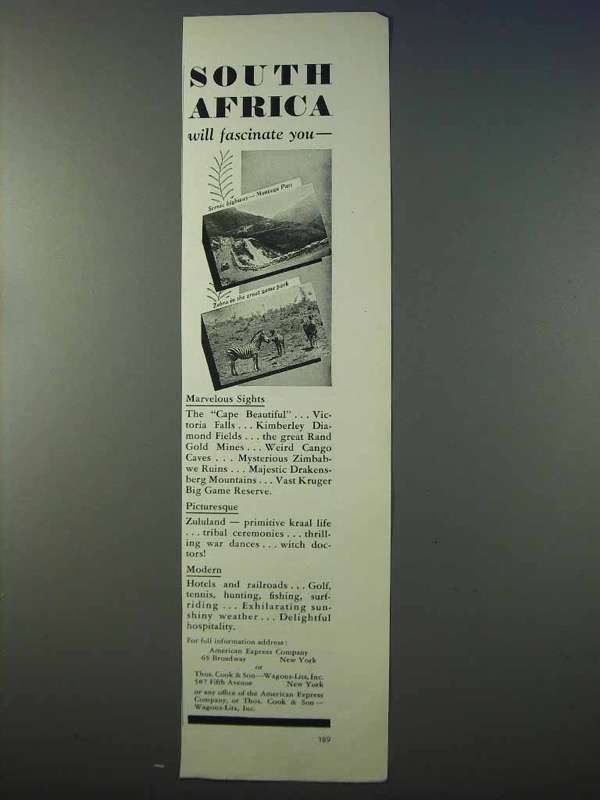 SOUTH
AFRICA
will fascinate you—
Scenic highway — Montagu Pass
Zebra in the great game park
Marvelous Sights
The "Cape Beautiful" . . . Vic-
toria Falls . . . Kimberley Dia-
mond Fields . . . the great Rand
Gold Mines . . . Weird Cango
Caves . . . Mysterious Zimbab-
we Ruins . . . Majestic Drakens-
berg Mountains . . . Vast Kruger
Big Game Reserve.
Picturesque
Zululand — primitive kraal life
. . . tribal ceremonies . . . thrill-
ing war dances . . . witch doc-
tors!
Modern
Hotels and railroads . . . Golf,
tennis, hunting, fishing, surf-
riding . . . Exhilarating sun-
shiny weather . . . Delightful
hospitality.
For full information address:
American Express Company
65 Broadway New York
or
Thos. Cook & Son—Wagons-Lits, Inc.
587 Fifth Avenue New York
or any office of the American Express
Company, or Thos. Cook & Son—
Wagons-Lits, Inc.
189